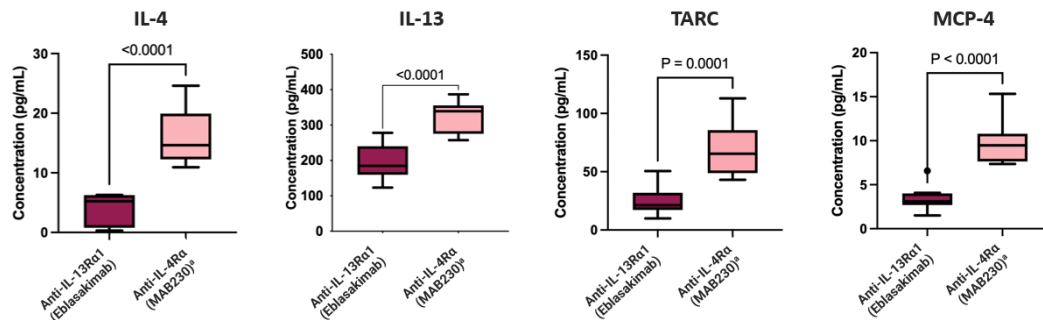 IL-4
<0.0001
Concentration (pg/mL)
30
20
10
0
Anti-IL-13Rα1
(Eblasakimab)
Anti-IL-4Rα
(MAB230)ᵃ
IL-13
<0.0001
Concentration (pg/mL)
500
400
300
200
100
0
Anti-IL-13Rα1
(Eblasakimab)
Anti-IL-4Rα
(MAB230)ᵃ
TARC
P = 0.0001
Concentration (pg/mL)
150
100
50
0
Anti-IL-13Rα1
(Eblasakimab)
Anti-IL-4Rα
(MAB230)ᵃ
MCP-4
P < 0.0001
Concentration (pg/mL)
20
15
10
5
0
Anti-IL-13Rα1
(Eblasakimab)
Anti-IL-4Rα
(MAB230)ᵃ